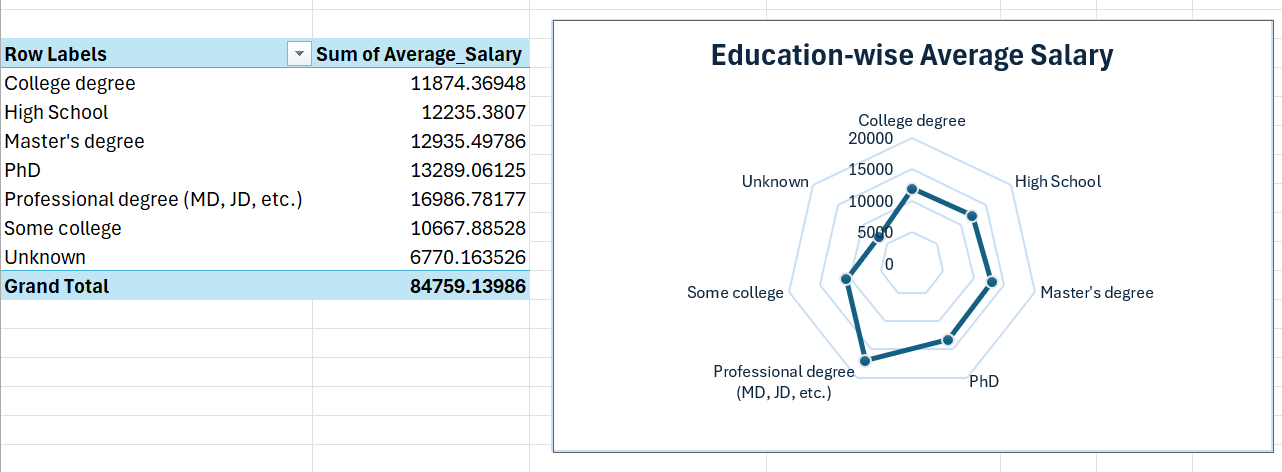 Row Labels Sum of Average_Salary
College degree 11874.36948
High School 12235.3807
Master's degree 12935.49786
PhD 13289.06125
Professional degree (MD, JD, etc.) 16986.78177
Some college 10667.88528
Unknown 6770.163526
Grand Total 84759.13986
Education-wise Average Salary
College degree
20000
15000
10000
5000
0
High School
Master's degree
PhD
Professional degree
(MD, JD, etc.)
Some college
Unknown